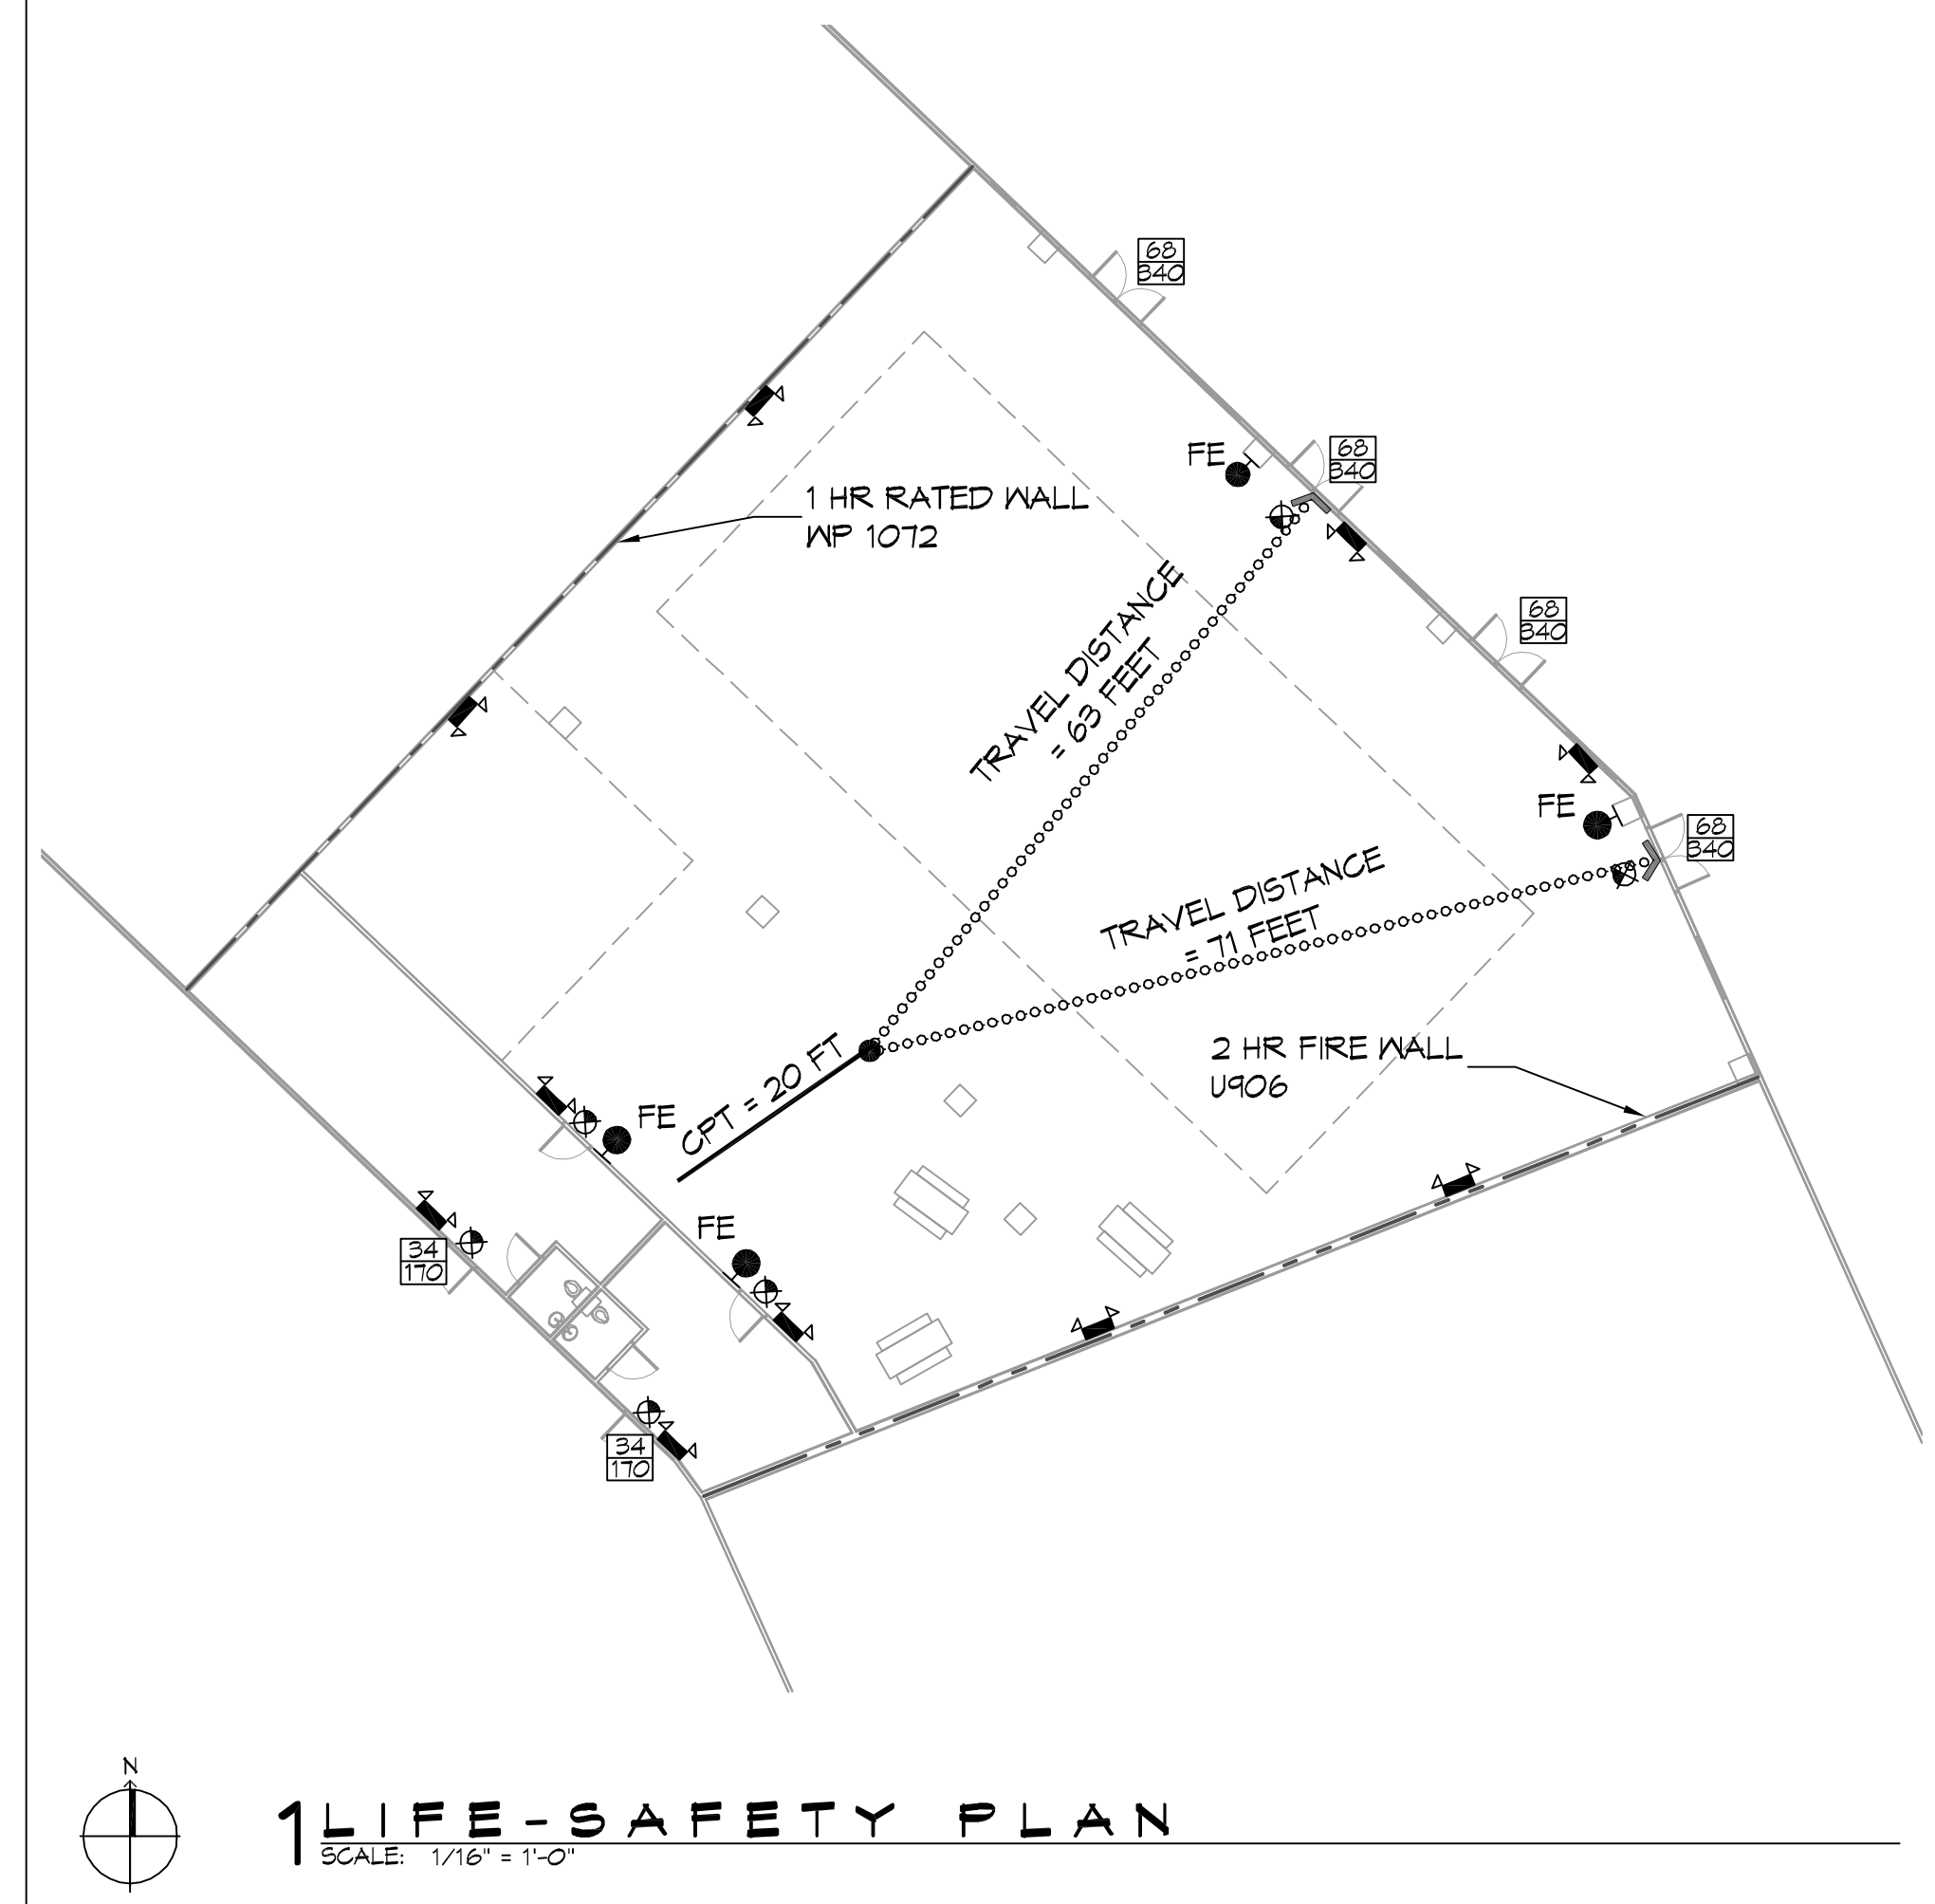 68
340
68
340
FE
1 HR RATED WALL
WP 1072
TRAVEL DISTANCE
= 63 FEET
68
340
FE
68
340
TRAVEL DISTANCE
= 71 FEET
2 HR FIRE WALL
U906
CPT = 20 FT
FE
FE
34
170
34
170
N
1 LIFE-SAFETY PLAN
SCALE: 1/16" = 1'-0"